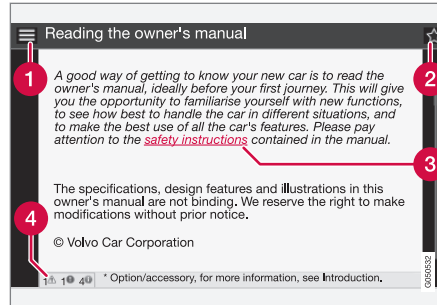 Reading the owner's manual
1
2
A good way of getting to know your new car is to read the
owner's manual, ideally before your first journey. This will give
you the opportunity to familiarise yourself with new functions,
to see how best to handle the car in different situations, and
to make the best use of all the car's features. Please pay
attention to the safety instructions contained in the manual.
3
The specifications, design features and illustrations in this
owner's manual are not binding. We reserve the right to make
modifications without prior notice.
4
© Volvo Car Corporation
1 1 4 * Option/accessory, for more information, see Introduction.
G050532